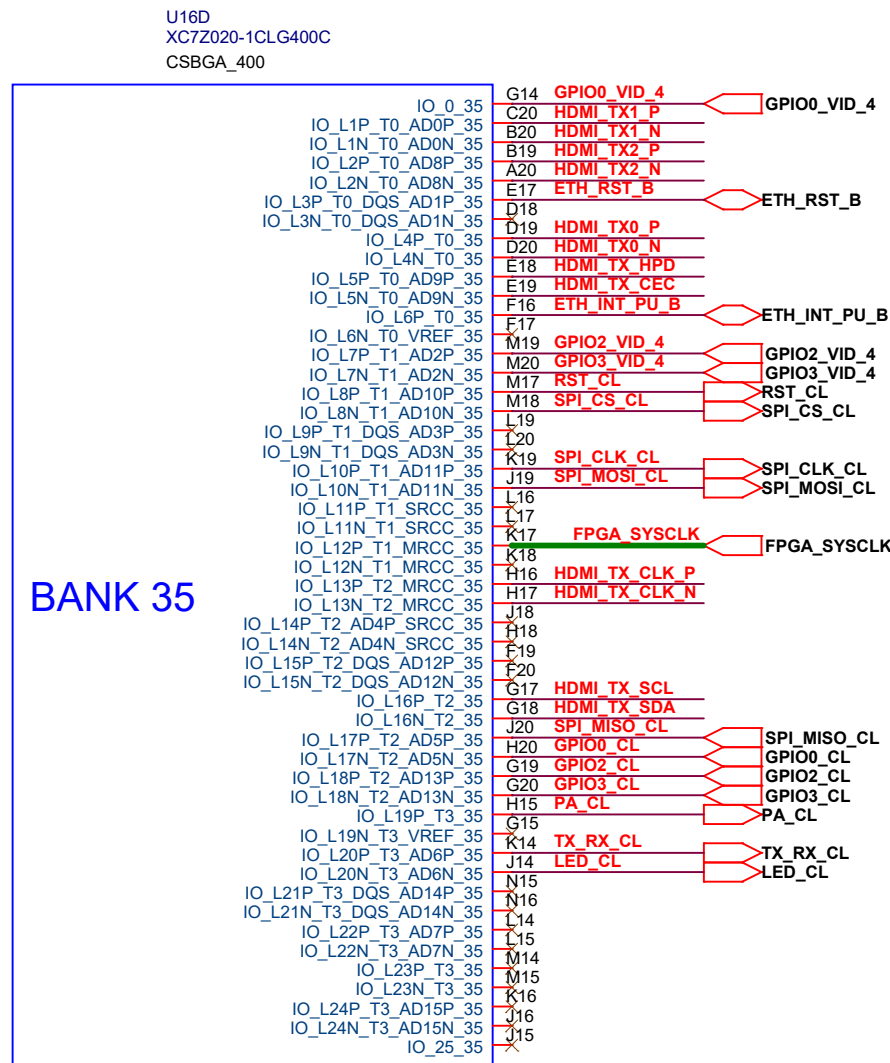 U16D
XC7Z020-1CLG400C
CSBGA_400
BANK 35
IO_0_35 G14 GPIO0_VID_4 GPIO0_VID_4
IO_L1P_T0_AD0P_35 C20 HDMI_TX1_P
IO_L1N_T0_AD0N_35 B20 HDMI_TX1_N
IO_L2P_T0_AD8P_35 B19 HDMI_TX2_P
IO_L2N_T0_AD8N_35 A20 HDMI_TX2_N
IO_L3P_T0_DQS_AD1P_35 E17 ETH_RST_B ETH_RST_B
IO_L3N_T0_DQS_AD1N_35 D18
IO_L4P_T0_35 D19 HDMI_TX0_P
IO_L4N_T0_35 D20 HDMI_TX0_N
IO_L5P_T0_AD9P_35 E18 HDMI_TX_HPD
IO_L5N_T0_AD9N_35 E19 HDMI_TX_CEC
IO_L6P_T0_35 F16 ETH_INT_PU_B ETH_INT_PU_B
IO_L6N_T0_VREF_35 F17
IO_L7P_T1_AD2P_35 M19 GPIO2_VID_4 GPIO2_VID_4
IO_L7N_T1_AD2N_35 M20 GPIO3_VID_4 GPIO3_VID_4
IO_L8P_T1_AD10P_35 M17 RST_CL RST_CL
IO_L8N_T1_AD10N_35 M18 SPI_CS_CL SPI_CS_CL
IO_L9P_T1_DQS_AD3P_35 L19
IO_L9N_T1_DQS_AD3N_35 L20
IO_L10P_T1_AD11P_35 K19 SPI_CLK_CL SPI_CLK_CL
IO_L10N_T1_AD11N_35 J19 SPI_MOSI_CL SPI_MOSI_CL
IO_L11P_T1_SRCC_35 L16
IO_L11N_T1_SRCC_35 L17
IO_L12P_T1_MRCC_35 K17 FPGA_SYSCLK FPGA_SYSCLK
IO_L12N_T1_MRCC_35 K18
IO_L13P_T2_MRCC_35 H16 HDMI_TX_CLK_P
IO_L13N_T2_MRCC_35 H17 HDMI_TX_CLK_N
IO_L14P_T2_AD4P_SRCC_35 J18
IO_L14N_T2_AD4N_SRCC_35 H18
IO_L15P_T2_DQS_AD12P_35 F19
IO_L15N_T2_DQS_AD12N_35 F20
IO_L16P_T2_35 G17 HDMI_TX_SCL
IO_L16N_T2_35 G18 HDMI_TX_SDA
IO_L17P_T2_AD5P_35 J20 SPI_MISO_CL SPI_MISO_CL
IO_L17N_T2_AD5N_35 H20 GPIO0_CL GPIO0_CL
IO_L18P_T2_AD13P_35 G19 GPIO2_CL GPIO2_CL
IO_L18N_T2_AD13N_35 G20 GPIO3_CL GPIO3_CL
IO_L19P_T3_35 H15 PA_CL PA_CL
IO_L19N_T3_VREF_35 G15
IO_L20P_T3_AD6P_35 K14 TX_RX_CL TX_RX_CL
IO_L20N_T3_AD6N_35 J14 LED_CL LED_CL
IO_L21P_T3_DQS_AD14P_35 N15
IO_L21N_T3_DQS_AD14N_35 N16
IO_L22P_T3_AD7P_35 L14
IO_L22N_T3_AD7N_35 L15
IO_L23P_T3_35 M14
IO_L23N_T3_35 M15
IO_L24P_T3_AD15P_35 K16
IO_L24N_T3_AD15N_35 J16
IO_25_35 J15